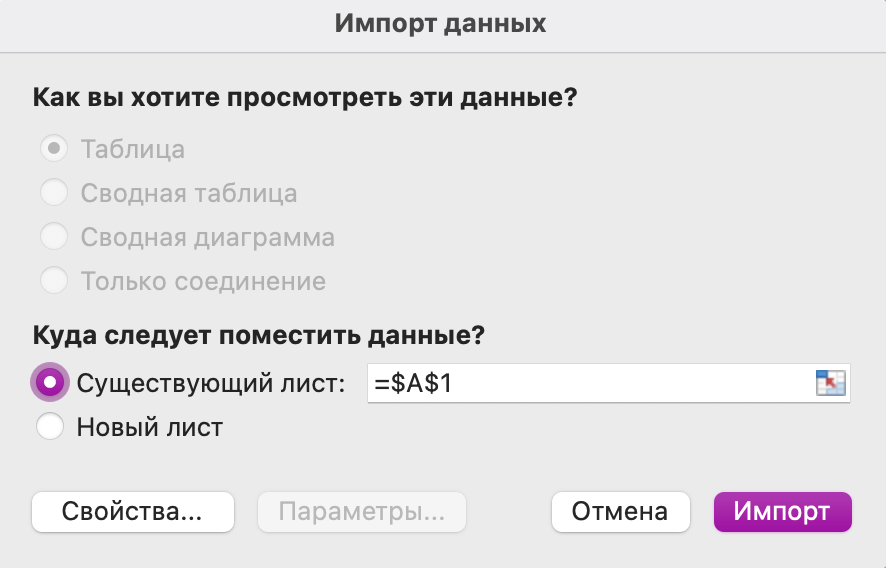 Импорт данных
Как вы хотите просмотреть эти данные?
Таблица
Сводная таблица
Сводная диаграмма
Только соединение
Куда следует поместить данные?
Существующий лист: =$A$1
Новый лист
Свойства... Параметры... Отмена Импорт